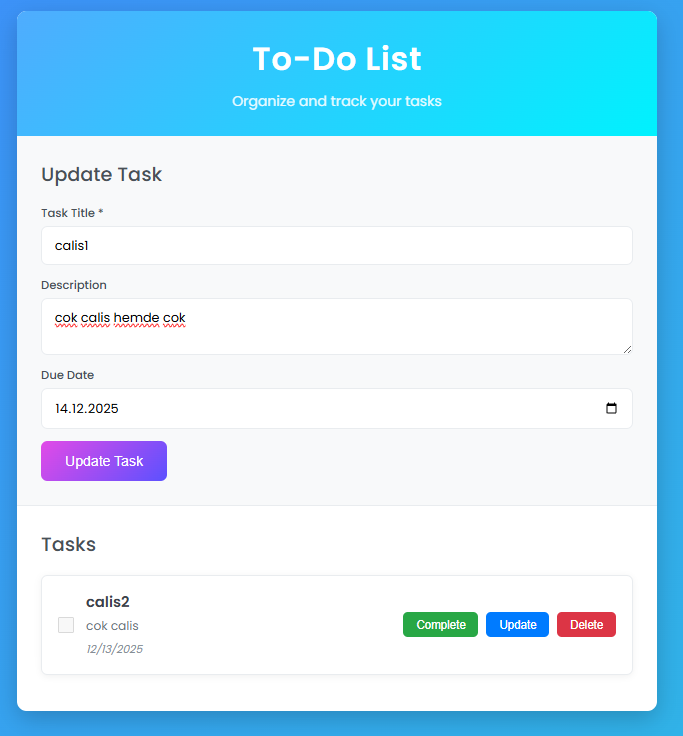 To-Do List
Organize and track your tasks
Update Task
Task Title *
calis1
Description
cok calis hemde cok
Due Date
14.12.2025
Update Task
Tasks
calis2
cok calis
12/13/2025
Complete
Update
Delete